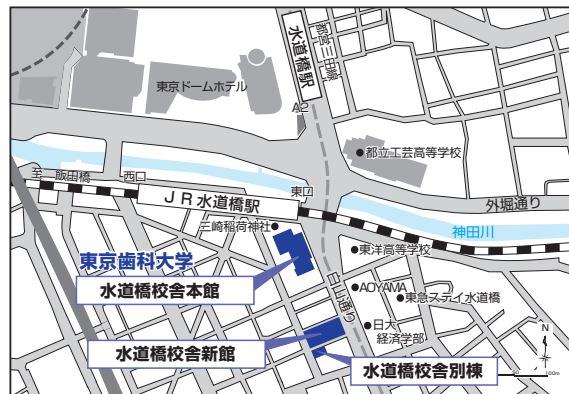 水道橋駅
都営三田線
東京ドームホテル
A2
都立工芸高等学校
至 飯田橋
西口
JR水道橋駅
東口
外堀通り
三崎稲荷神社
神田川
東洋高等学校
東京歯科大学
水道橋校舎本館
白山通り
AOYAMA
東急ステイ水道橋
日大
経済学部
水道橋校舎新館
水道橋校舎別棟
N
100m